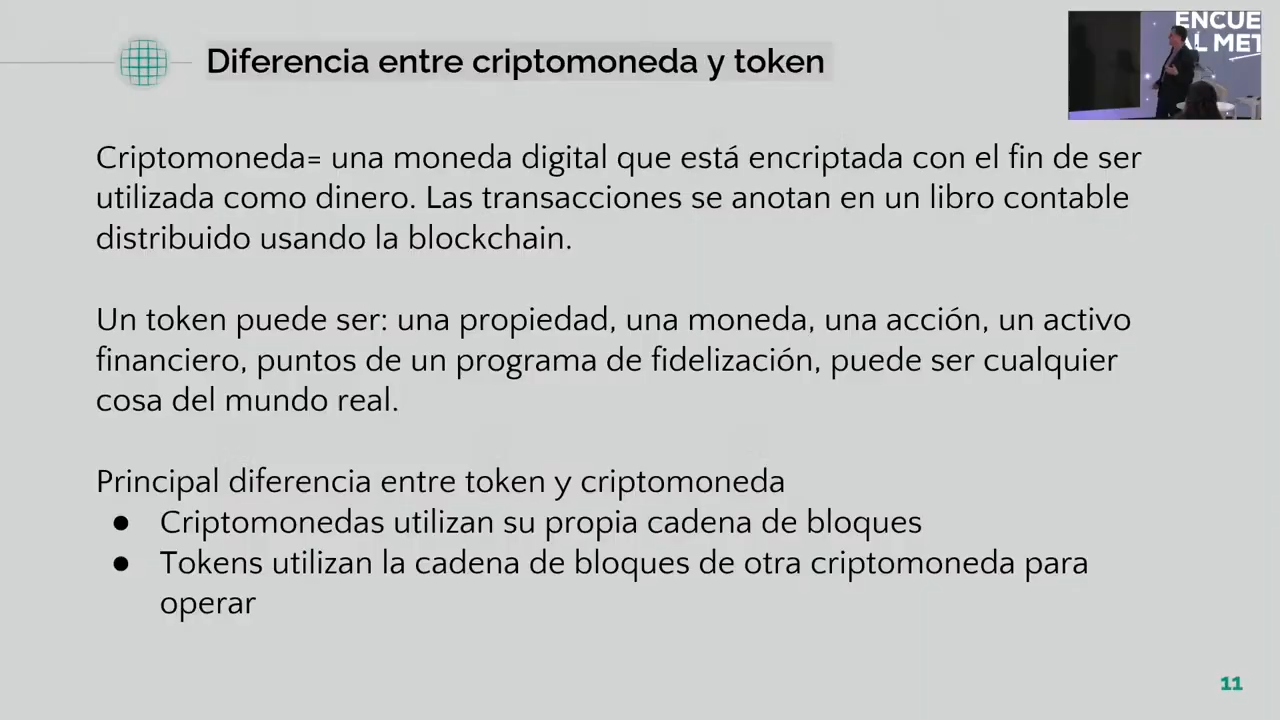 Diferencia entre criptomoneda y token
ENCUE
AL MET
Criptomoneda= una moneda digital que está encriptada con el fin de ser
utilizada como dinero. Las transacciones se anotan en un libro contable
distribuido usando la blockchain.
Un token puede ser: una propiedad, una moneda, una acción, un activo
financiero, puntos de un programa de fidelización, puede ser cualquier
cosa del mundo real.
Principal diferencia entre token y criptomoneda
● Criptomonedas utilizan su propia cadena de bloques
● Tokens utilizan la cadena de bloques de otra criptomoneda para
operar
11